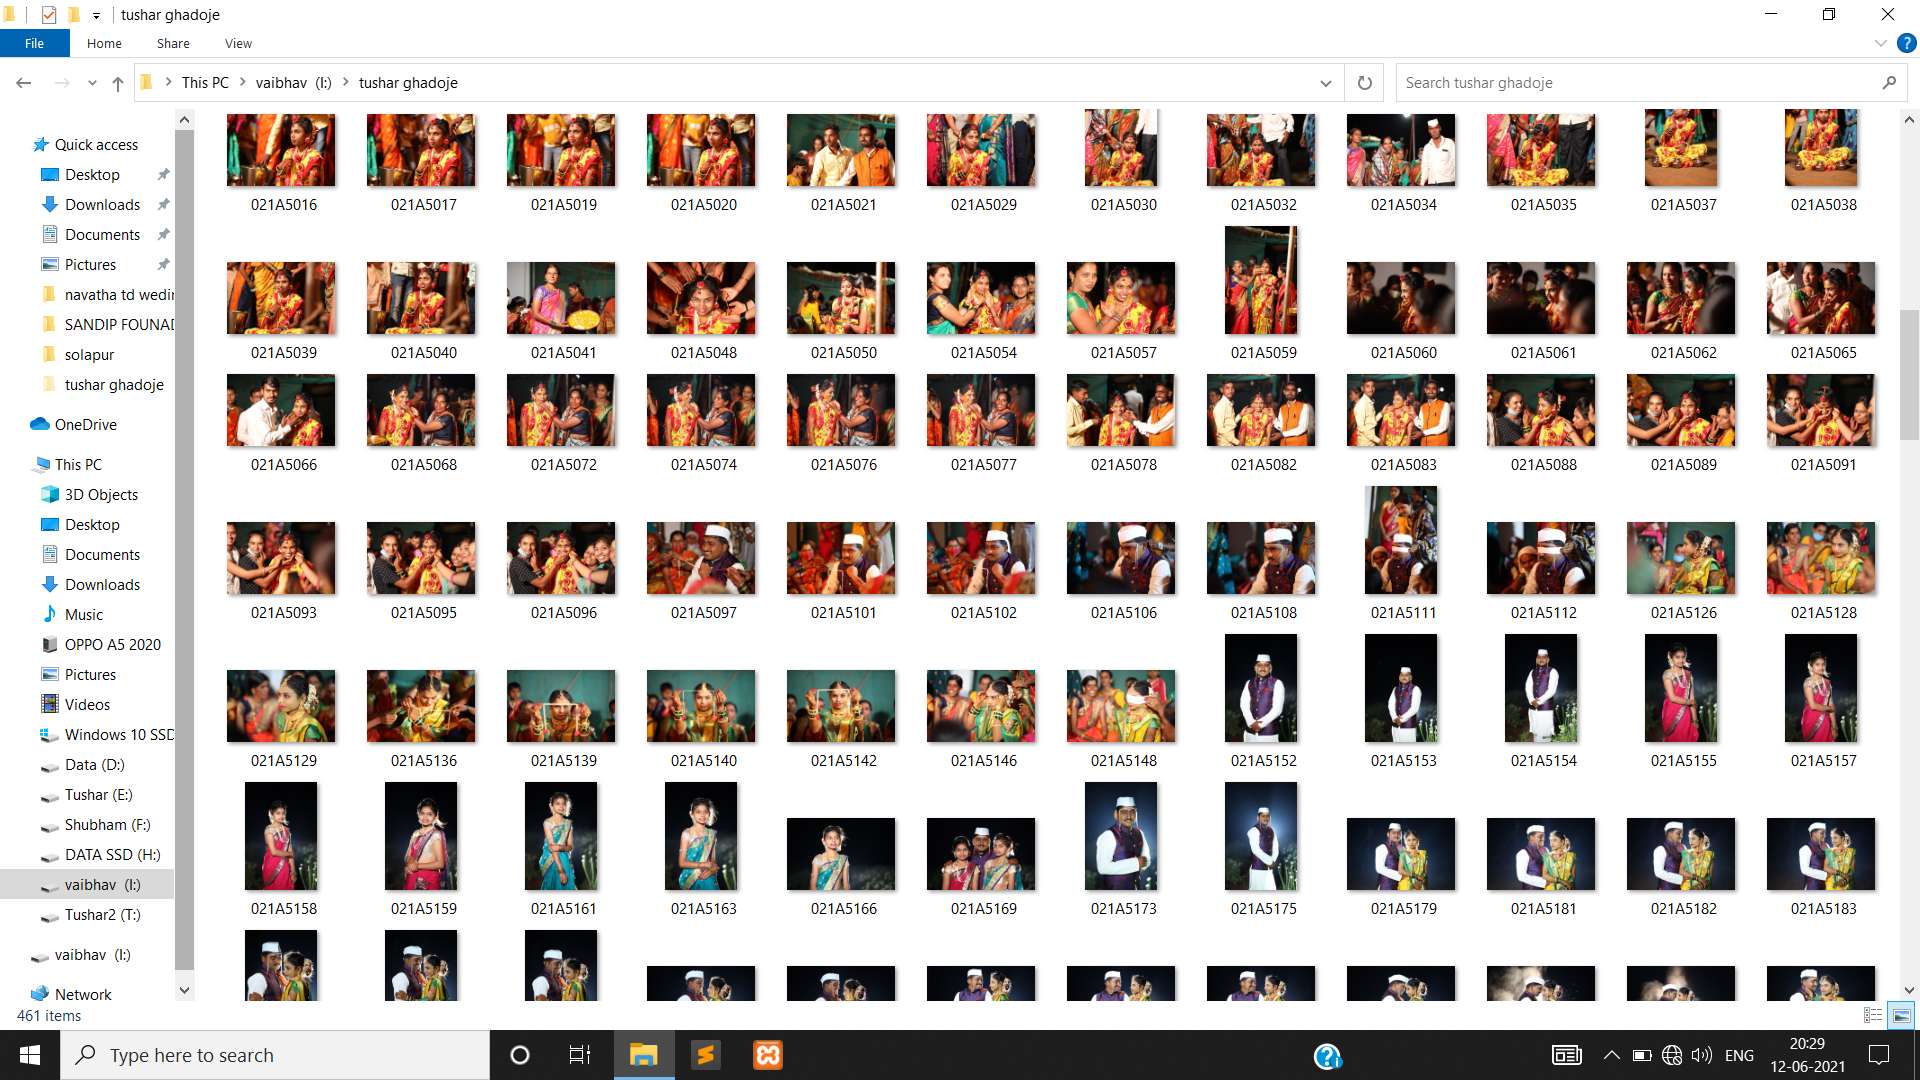 tushar ghadoje
File Home Share View
This PC vaibhav (I:) tushar ghadoje
Search tushar ghadoje
Quick access
Desktop
Downloads
Documents
Pictures
navatha td wedin
SANDIP FOUNAD
solapur
tushar ghadoje
OneDrive
This PC
3D Objects
Desktop
Documents
Downloads
Music
OPPO A5 2020
Pictures
Videos
Windows 10 SSD
Data (D:)
Tushar (E:)
Shubham (F:)
DATA SSD (H:)
vaibhav (I:)
Tushar2 (T:)
vaibhav (I:)
Network
021A5016 021A5017 021A5019 021A5020 021A5021 021A5029 021A5030 021A5032 021A5034 021A5035 021A5037 021A5038
021A5039 021A5040 021A5041 021A5048 021A5050 021A5054 021A5057 021A5059 021A5060 021A5061 021A5062 021A5065
021A5066 021A5068 021A5072 021A5074 021A5076 021A5077 021A5078 021A5082 021A5083 021A5088 021A5089 021A5091
021A5093 021A5095 021A5096 021A5097 021A5101 021A5102 021A5106 021A5108 021A5111 021A5112 021A5126 021A5128
021A5129 021A5136 021A5139 021A5140 021A5142 021A5146 021A5148 021A5152 021A5153 021A5154 021A5155 021A5157
021A5158 021A5159 021A5161 021A5163 021A5166 021A5169 021A5173 021A5175 021A5179 021A5181 021A5182 021A5183
461 items
Type here to search
ENG
20:29
12-06-2021